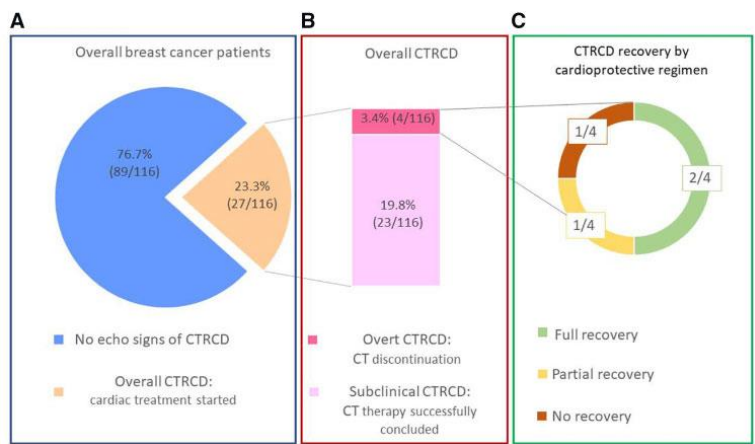 A
B
C
Overall breast cancer patients
76.7%
(89/116)
23.3%
(27/116)
No echo signs of CTRCD
Overall CTRCD:
cardiac treatment started
Overall CTRCD
3.4% (4/116)
19.8%
(23/116)
Overt CTRCD:
CT discontinuation
Subclinical CTRCD:
CT therapy successfully
concluded
CTRCD recovery by
cardioprotective regimen
1/4
2/4
1/4
Full recovery
Partial recovery
No recovery